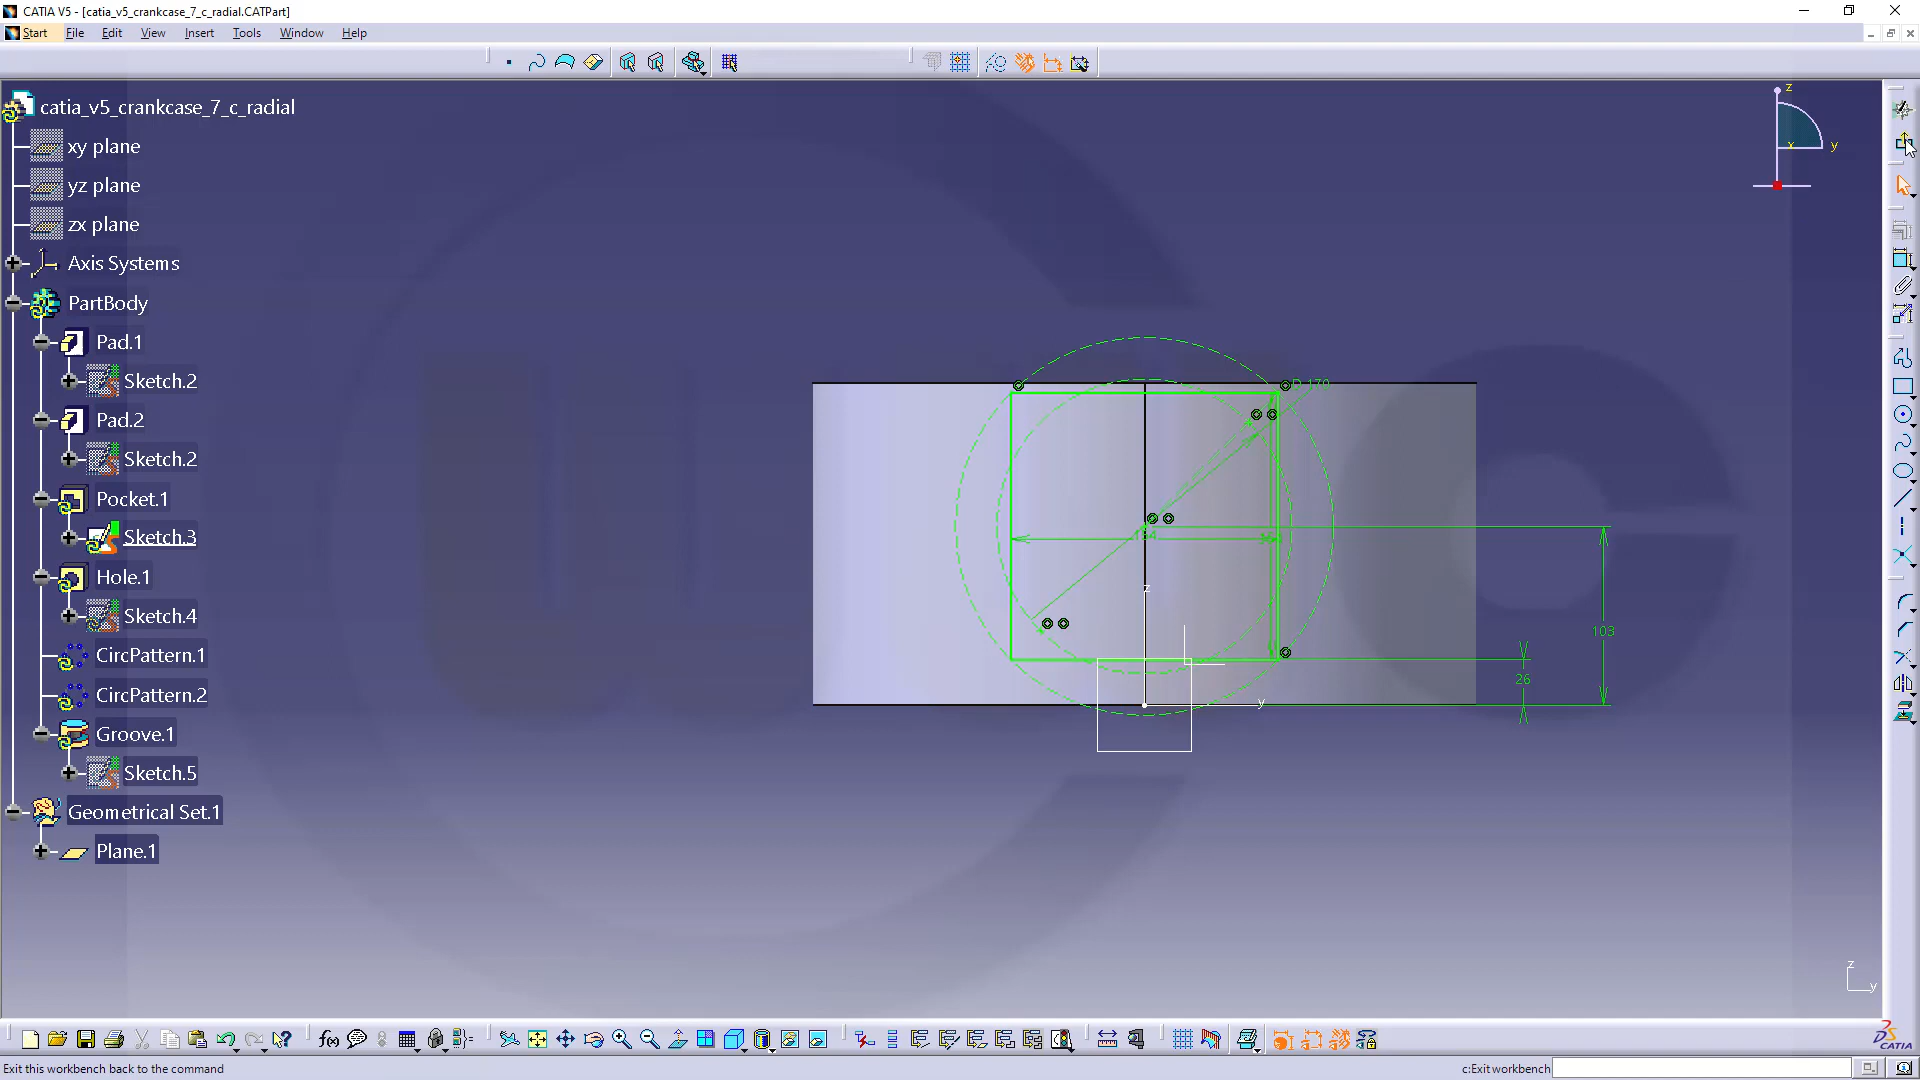 CATIA V5 - [catia_v5_crankcase_7_c_radial.CATPart]
Start File Edit View Insert Tools Window Help
catia_v5_crankcase_7_c_radial
xy plane
yz plane
zx plane
Axis Systems
PartBody
Pad.1
Sketch.2
Pad.2
Sketch.2
Pocket.1
Sketch.3
Hole.1
Sketch.4
CircPattern.1
CircPattern.2
Groove.1
Sketch.5
Geometrical Set.1
Plane.1
z
x
y
D 170
103
26
z
y
z
y
CATIA
Exit this workbench back to the command
c:Exit workbench